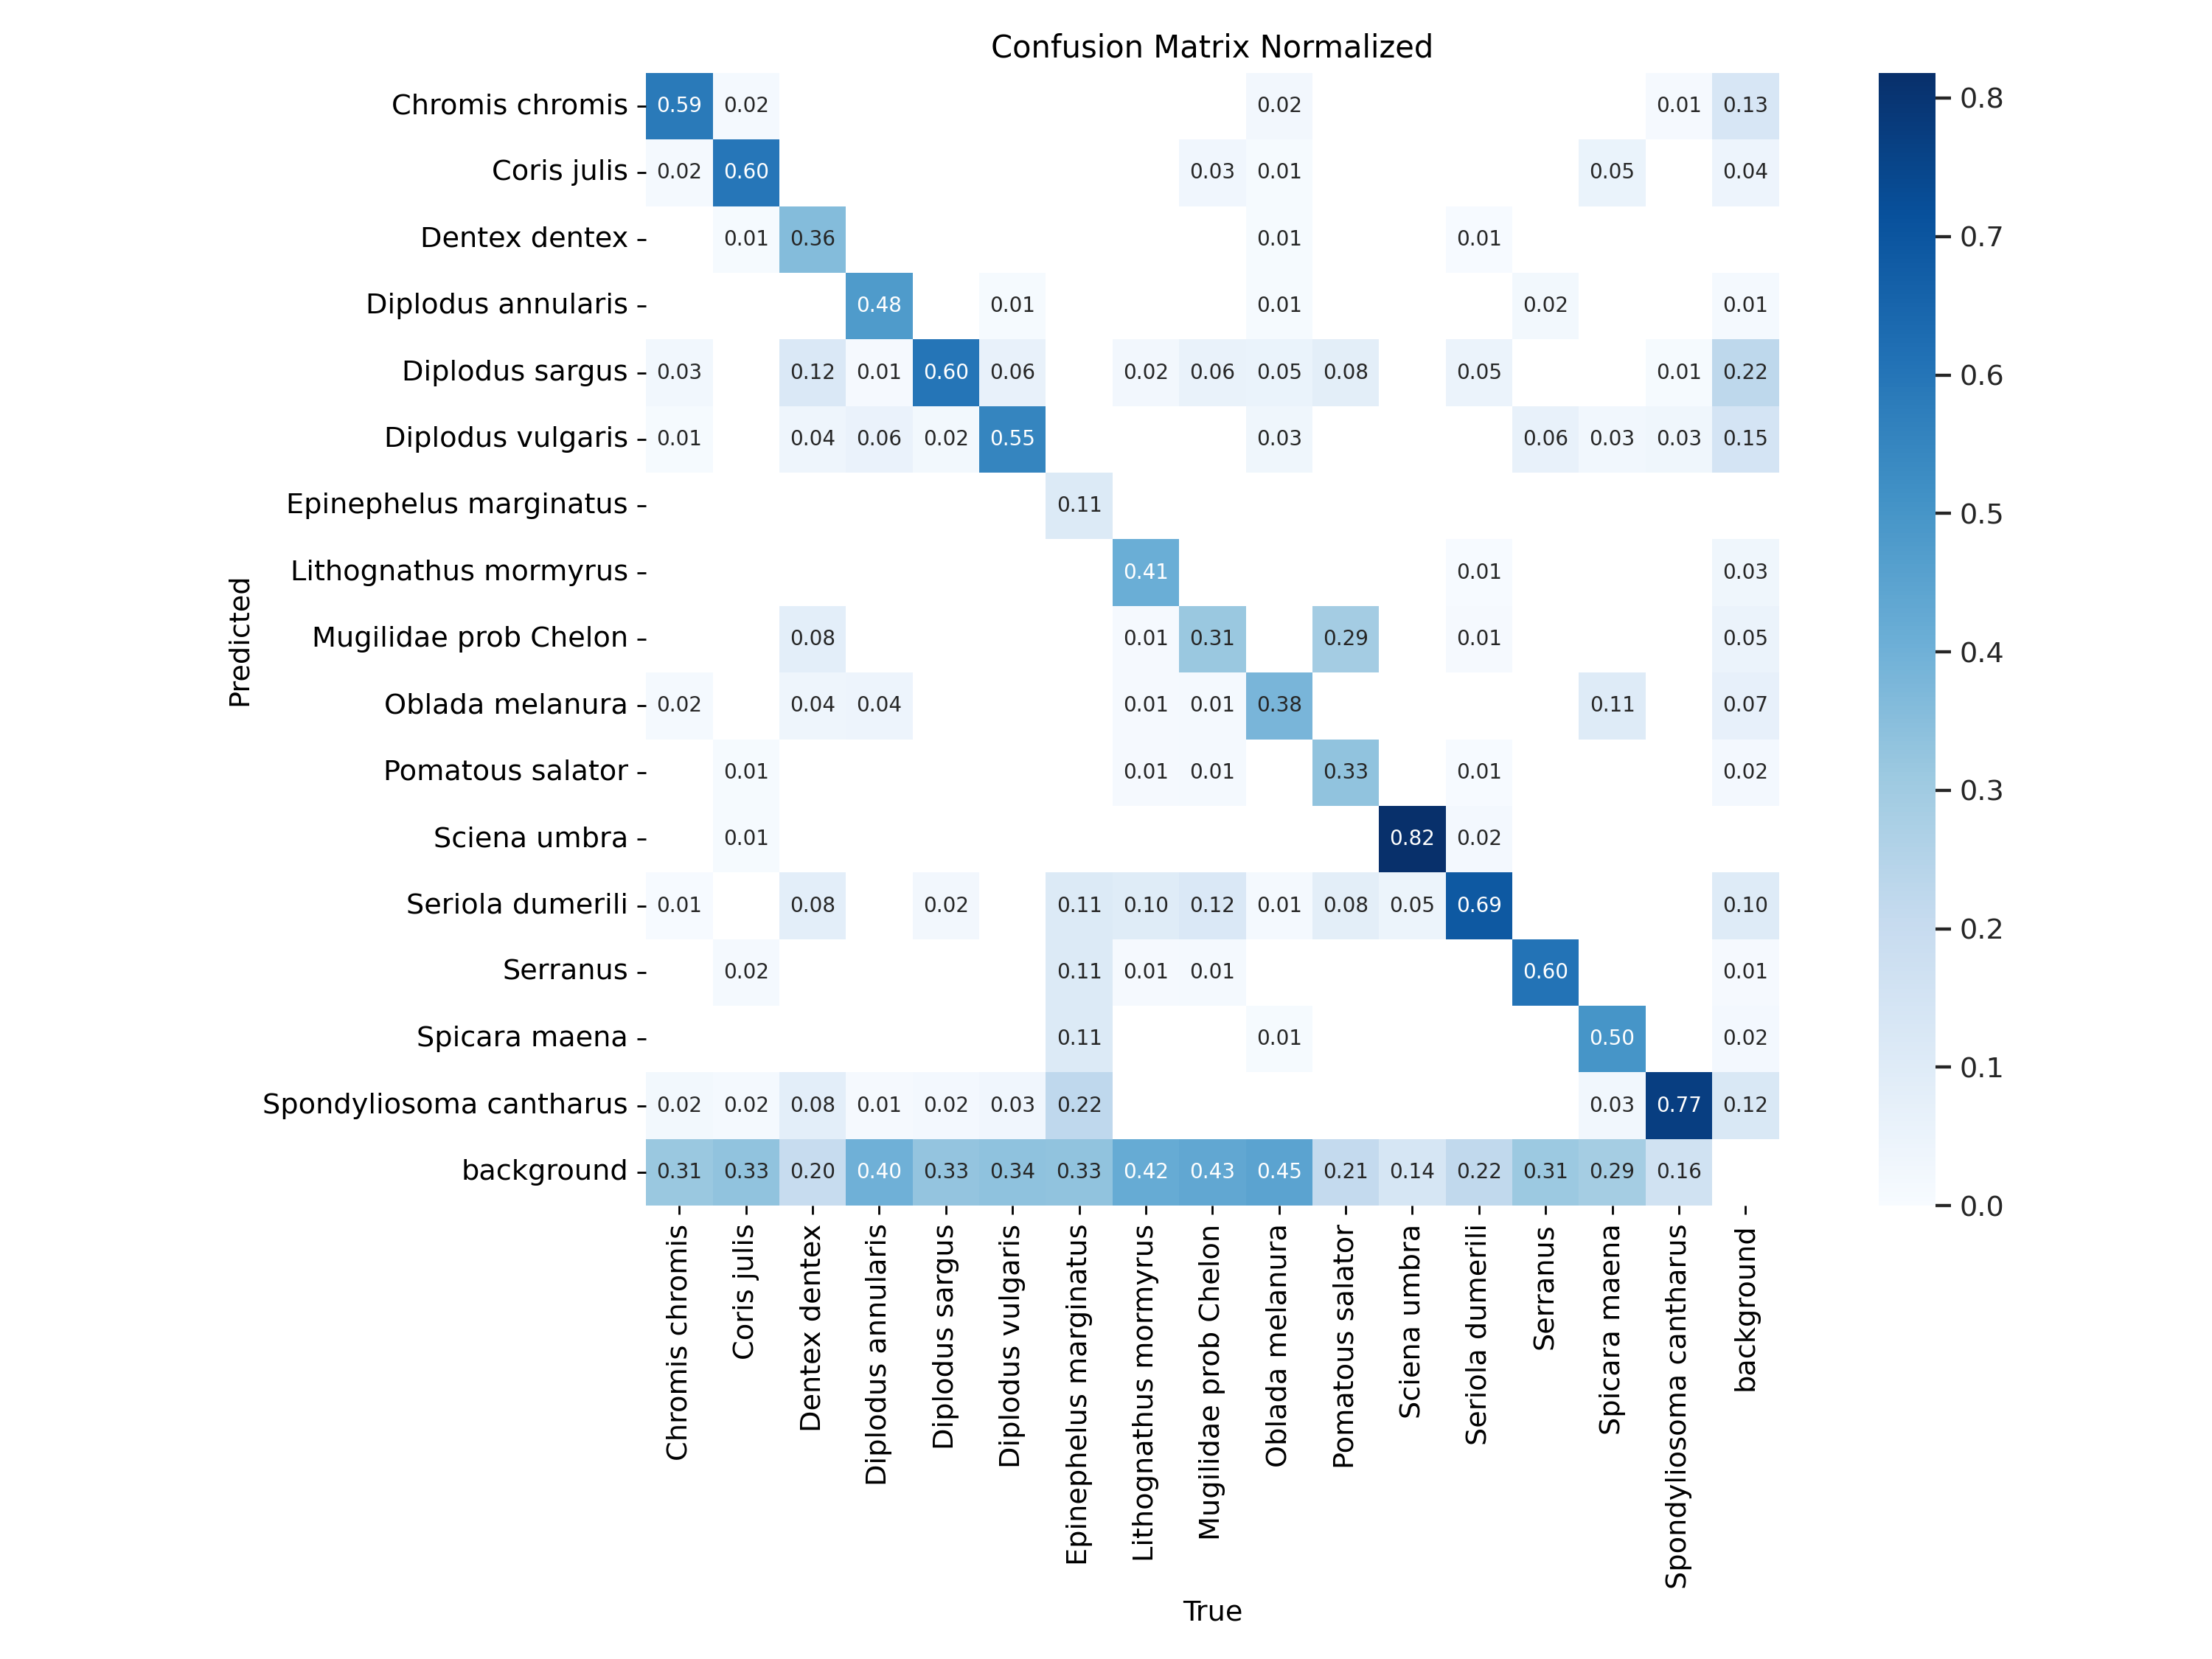 Confusion Matrix Normalized
Chromis chromis 0.59 0.02 0.02 0.01 0.13
Coris julis 0.02 0.60 0.03 0.01 0.05 0.04
Dentex dentex 0.01 0.36 0.01 0.01
Diplodus annularis 0.48 0.01 0.01 0.02 0.01
Diplodus sargus 0.03 0.12 0.01 0.60 0.06 0.02 0.06 0.05 0.08 0.05 0.01 0.22
Diplodus vulgaris 0.01 0.04 0.06 0.02 0.55 0.03 0.06 0.03 0.03 0.15
Epinephelus marginatus 0.11
Lithognathus mormyrus 0.41 0.01 0.03
Mugilidae prob Chelon 0.08 0.01 0.31 0.29 0.01 0.05
Oblada melanura 0.02 0.04 0.04 0.01 0.01 0.38 0.11 0.07
Pomatous salator 0.01 0.01 0.01 0.33 0.01 0.02
Sciena umbra 0.01 0.82 0.02
Seriola dumerili 0.01 0.08 0.02 0.11 0.10 0.12 0.01 0.08 0.05 0.69 0.10
Serranus 0.02 0.11 0.01 0.01 0.60 0.01
Spicara maena 0.11 0.01 0.50 0.02
Spondyliosoma cantharus 0.02 0.02 0.08 0.01 0.02 0.03 0.22 0.03 0.77 0.12
background 0.31 0.33 0.20 0.40 0.33 0.34 0.33 0.42 0.43 0.45 0.21 0.14 0.22 0.31 0.29 0.16
Predicted
Chromis chromis
Coris julis
Dentex dentex
Diplodus annularis
Diplodus sargus
Diplodus vulgaris
Epinephelus marginatus
Lithognathus mormyrus
Mugilidae prob Chelon
Oblada melanura
Pomatous salator
Sciena umbra
Seriola dumerili
Serranus
Spicara maena
Spondyliosoma cantharus
background
True
0.8
0.7
0.6
0.5
0.4
0.3
0.2
0.1
0.0